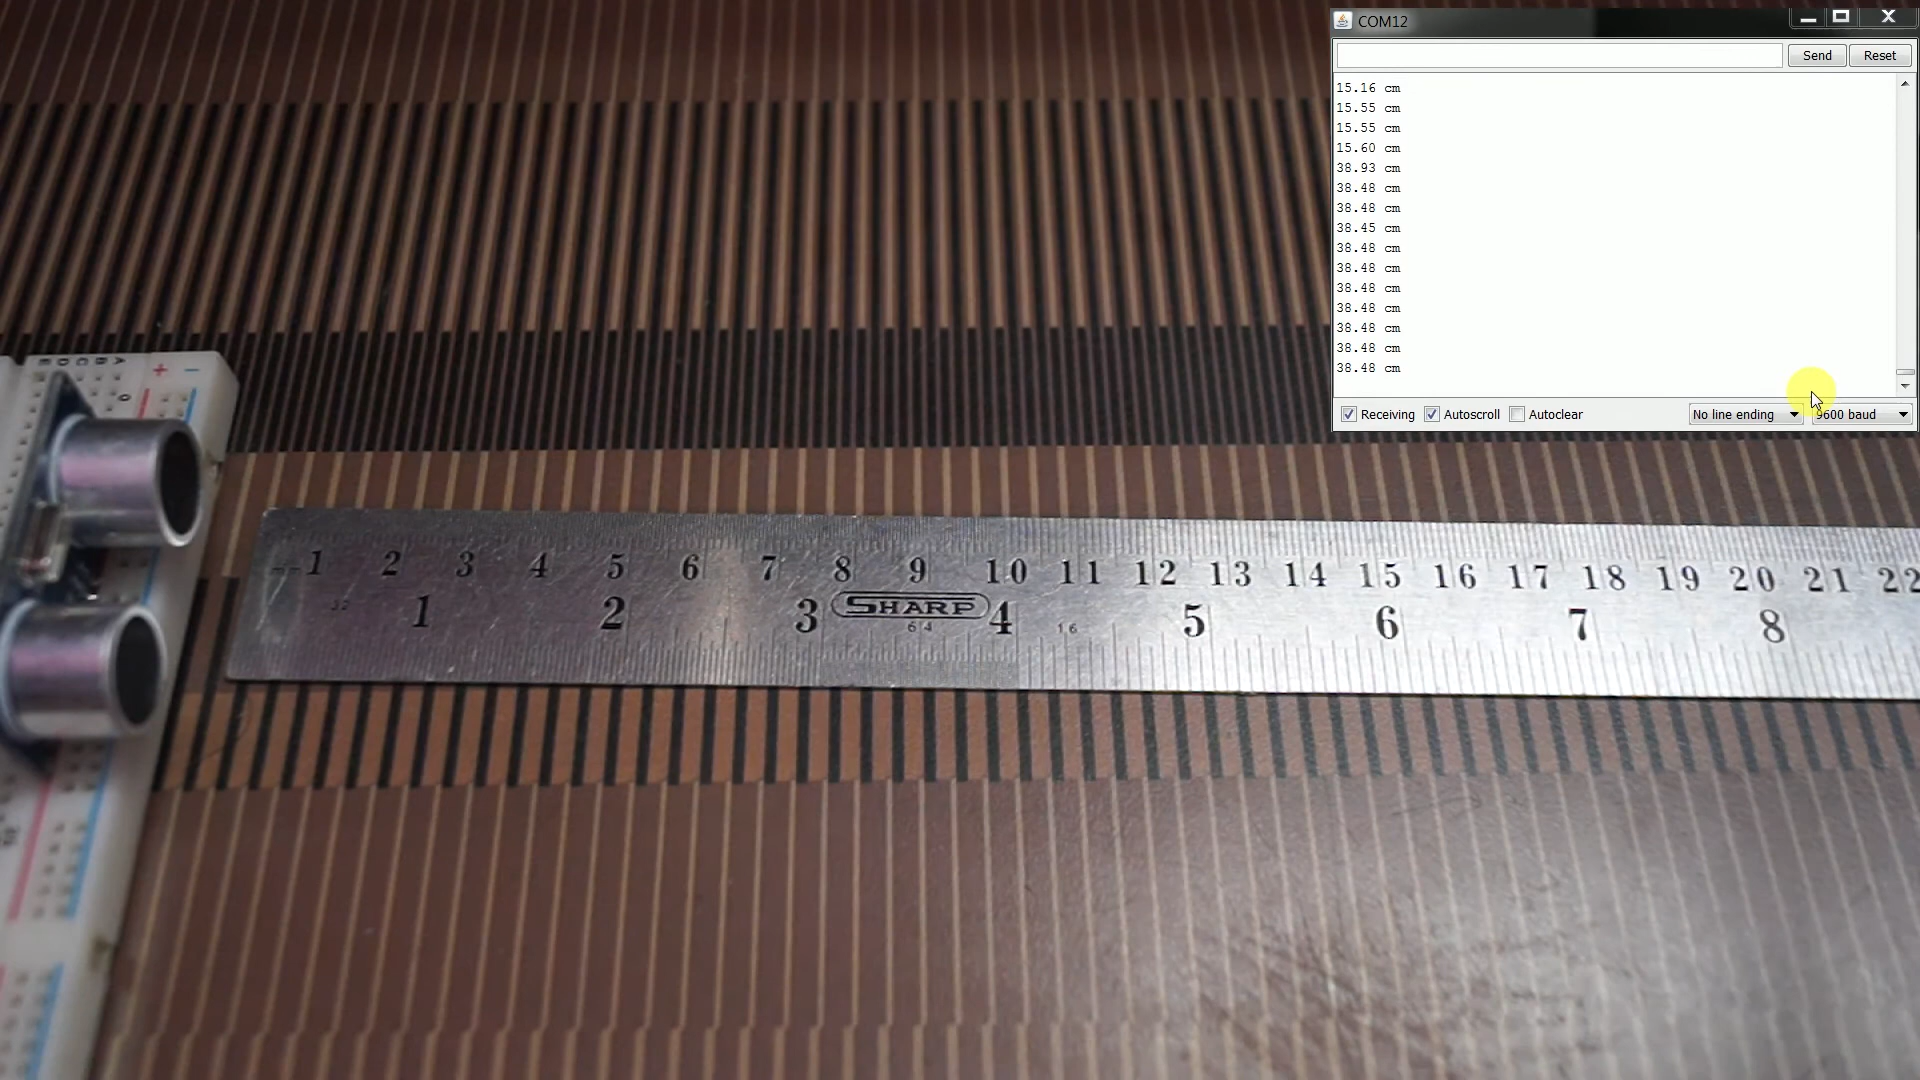 COM12
Send Reset
15.16 cm
15.55 cm
15.55 cm
15.60 cm
38.93 cm
38.48 cm
38.48 cm
38.45 cm
38.48 cm
38.48 cm
38.48 cm
38.48 cm
38.48 cm
38.48 cm
38.48 cm
Receiving Autoscroll Autoclear No line ending 9600 baud
A B C D E + −
1 2 3 4 5 6 7 8 9 10 11 12 13 14 15 16 17 18 19 20 21 22
32 SHARP 64 16
1 2 3 4 5 6 7 8